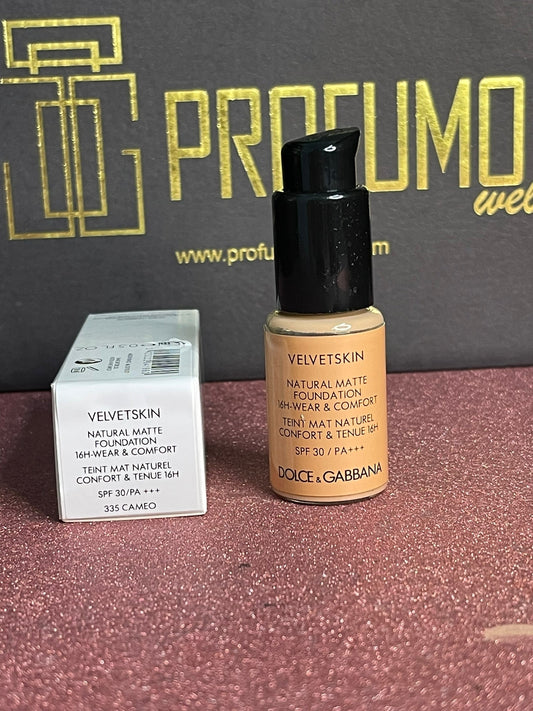 PROFUMO
www.profu
VELVETSKIN
NATURAL MATTE
FOUNDATION
16H-WEAR & COMFORT
TEINT MAT NATUREL
CONFORT & TENUE 16H
SPF 30/PA +++
335 CAMEO
VELVETSKIN
NATURAL MATTE
FOUNDATION
16H-WEAR & COMFORT
TEINT MAT NATUREL
CONFORT & TENUE 16H
SPF 30 / PA+++
DOLCE & GABBANA